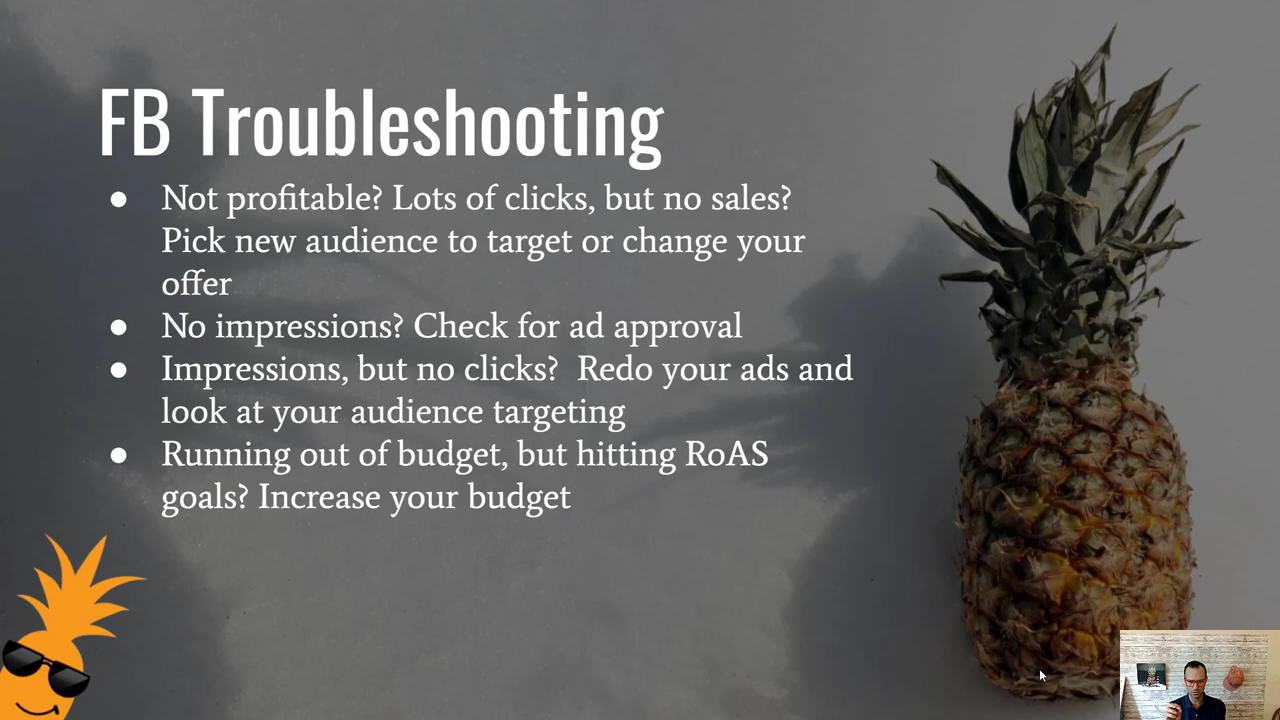 FB Troubleshooting
● Not profitable? Lots of clicks, but no sales?
Pick new audience to target or change your
offer
● No impressions? Check for ad approval
● Impressions, but no clicks?  Redo your ads and
look at your audience targeting
● Running out of budget, but hitting RoAS
goals? Increase your budget